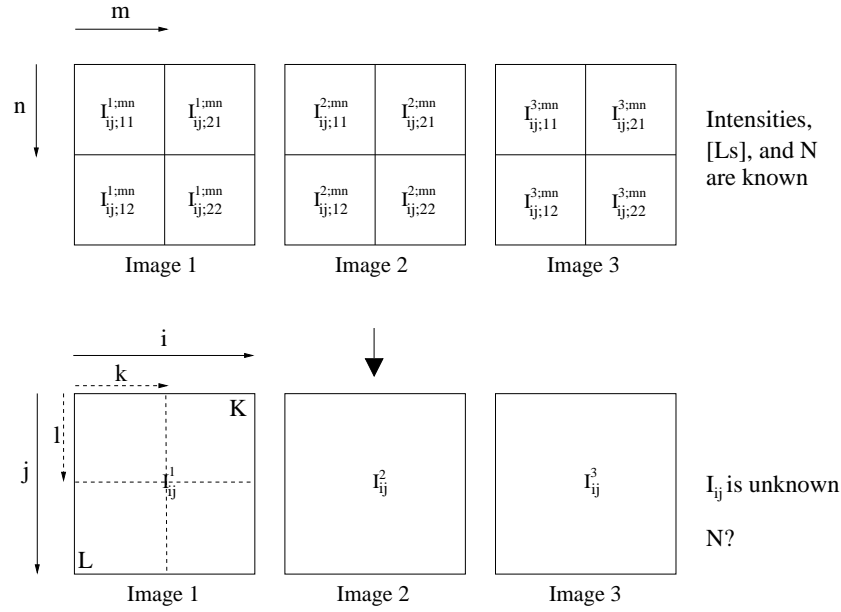 m
n
I^{1;mn}_{ij;11} I^{1;mn}_{ij;21} I^{2;mn}_{ij;11} I^{2;mn}_{ij;21} I^{3;mn}_{ij;11} I^{3;mn}_{ij;21}
I^{1;mn}_{ij;12} I^{1;mn}_{ij;22} I^{2;mn}_{ij;12} I^{2;mn}_{ij;22} I^{3;mn}_{ij;12} I^{3;mn}_{ij;22}
Intensities,
[Ls], and N
are known
Image 1 Image 2 Image 3
i
k
K
l
j
I^{1}_{ij} I^{2}_{ij} I^{3}_{ij}
I_{ij} is unknown
N?
L
Image 1 Image 2 Image 3